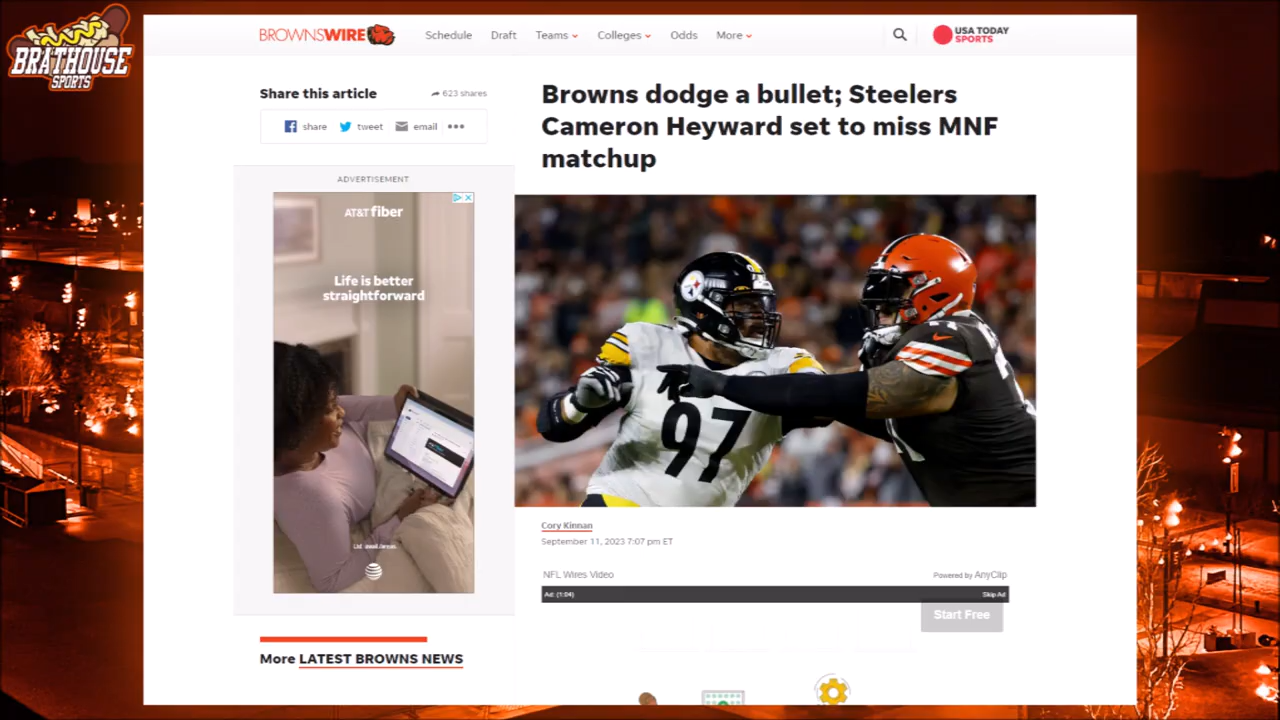 BRATHOUSE
SPORTS
BROWNSWIRE
Schedule
Draft
Teams
Colleges
Odds
More
USA TODAY
SPORTS
Share this article
623 shares
share
tweet
email
ADVERTISEMENT
AT&T fiber
Life is better
straightforward
More LATEST BROWNS NEWS
Browns dodge a bullet; Steelers
Cameron Heyward set to miss MNF
matchup
97
Cory Kinnan
September 11, 2023 7:07 pm ET
NFL Wires Video
Powered by AnyClip
Ad: (1:04)
Skip Ad
Start Free